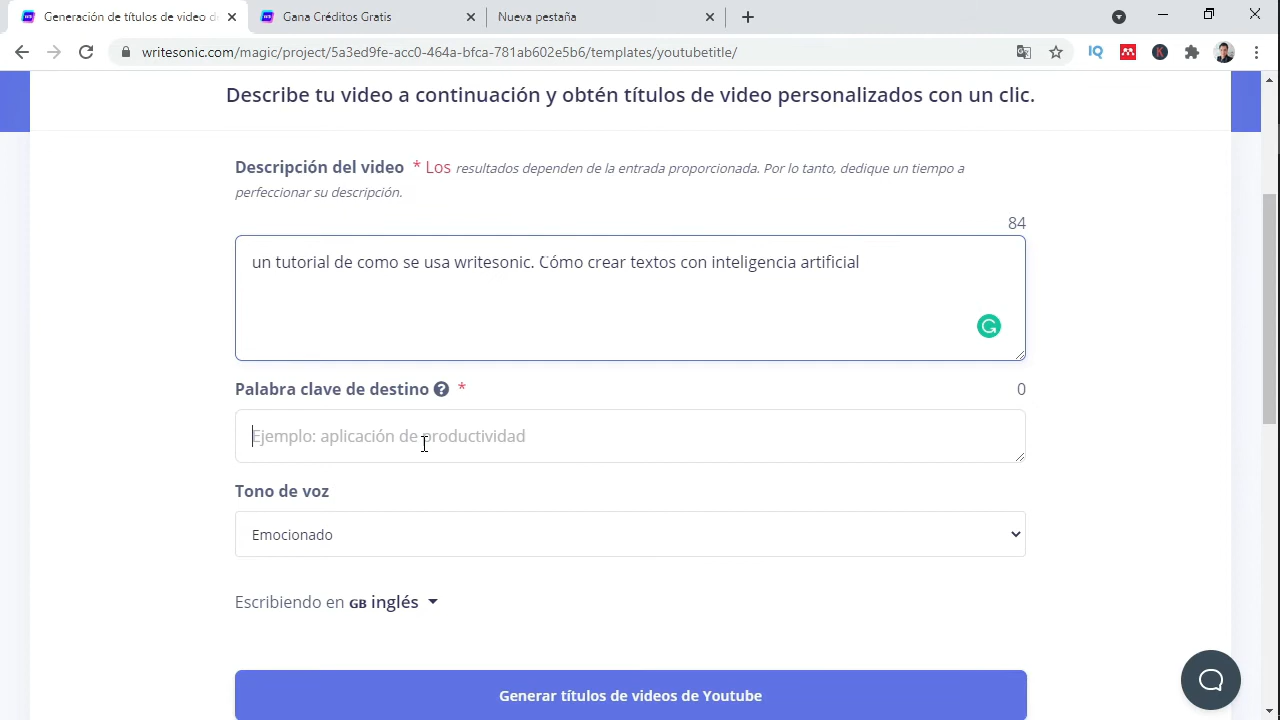 Generación de títulos de video d
Gana Créditos Gratis
Nueva pestaña
writesonic.com/magic/project/5a3ed9fe-acc0-464a-bfca-781ab602e5b6/templates/youtubetitle/
Describe tu video a continuación y obtén títulos de video personalizados con un clic.
Descripción del video * Los resultados dependen de la entrada proporcionada. Por lo tanto, dedique un tiempo a
perfeccionar su descripción.
84
un tutorial de como se usa writesonic. Cómo crear textos con inteligencia artificial
Palabra clave de destino ? *
0
Ejemplo: aplicación de productividad
Tono de voz
Emocionado
Escribiendo en GB inglés
Generar títulos de videos de Youtube